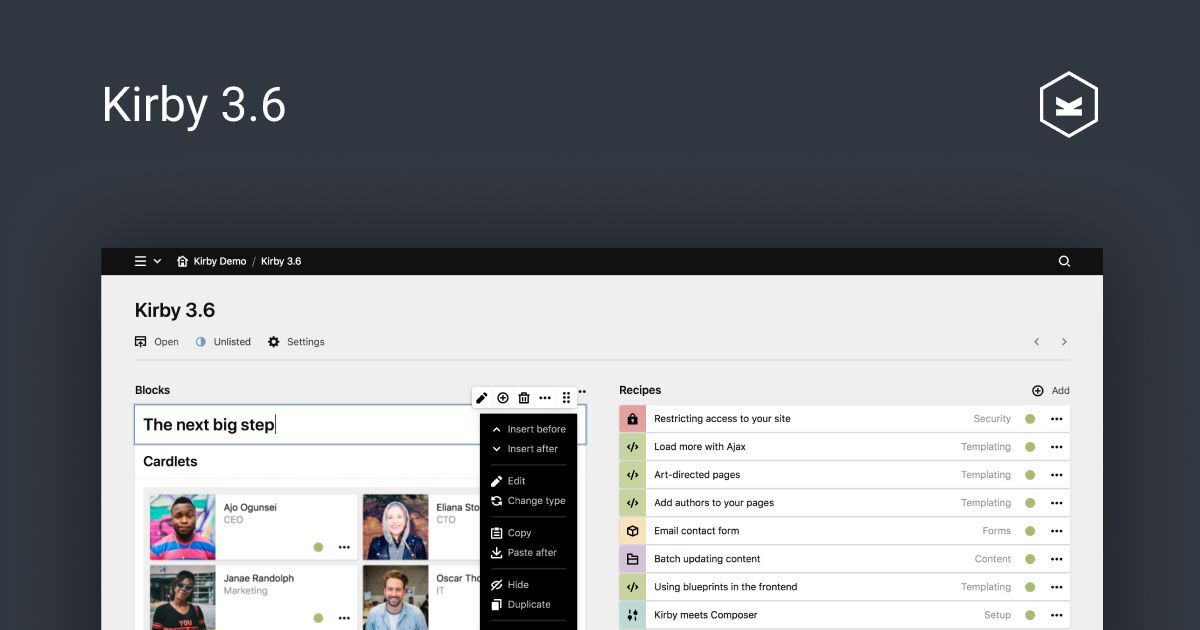 Kirby 3.6
Kirby Demo / Kirby 3.6
Kirby 3.6
Open Unlisted Settings
Blocks
The next big step
Cardlets
Ajo Ogunsei
CEO
Eliana Sto
CTO
Janae Randolph
Marketing
Oscar Tho
IT
Insert before
Insert after
Edit
Change type
Copy
Paste after
Hide
Duplicate
Recipes Add
Restricting access to your site Security
Load more with Ajax Templating
Art-directed pages Templating
Add authors to your pages Templating
Email contact form Forms
Batch updating content Content
Using blueprints in the frontend Templating
Kirby meets Composer Setup